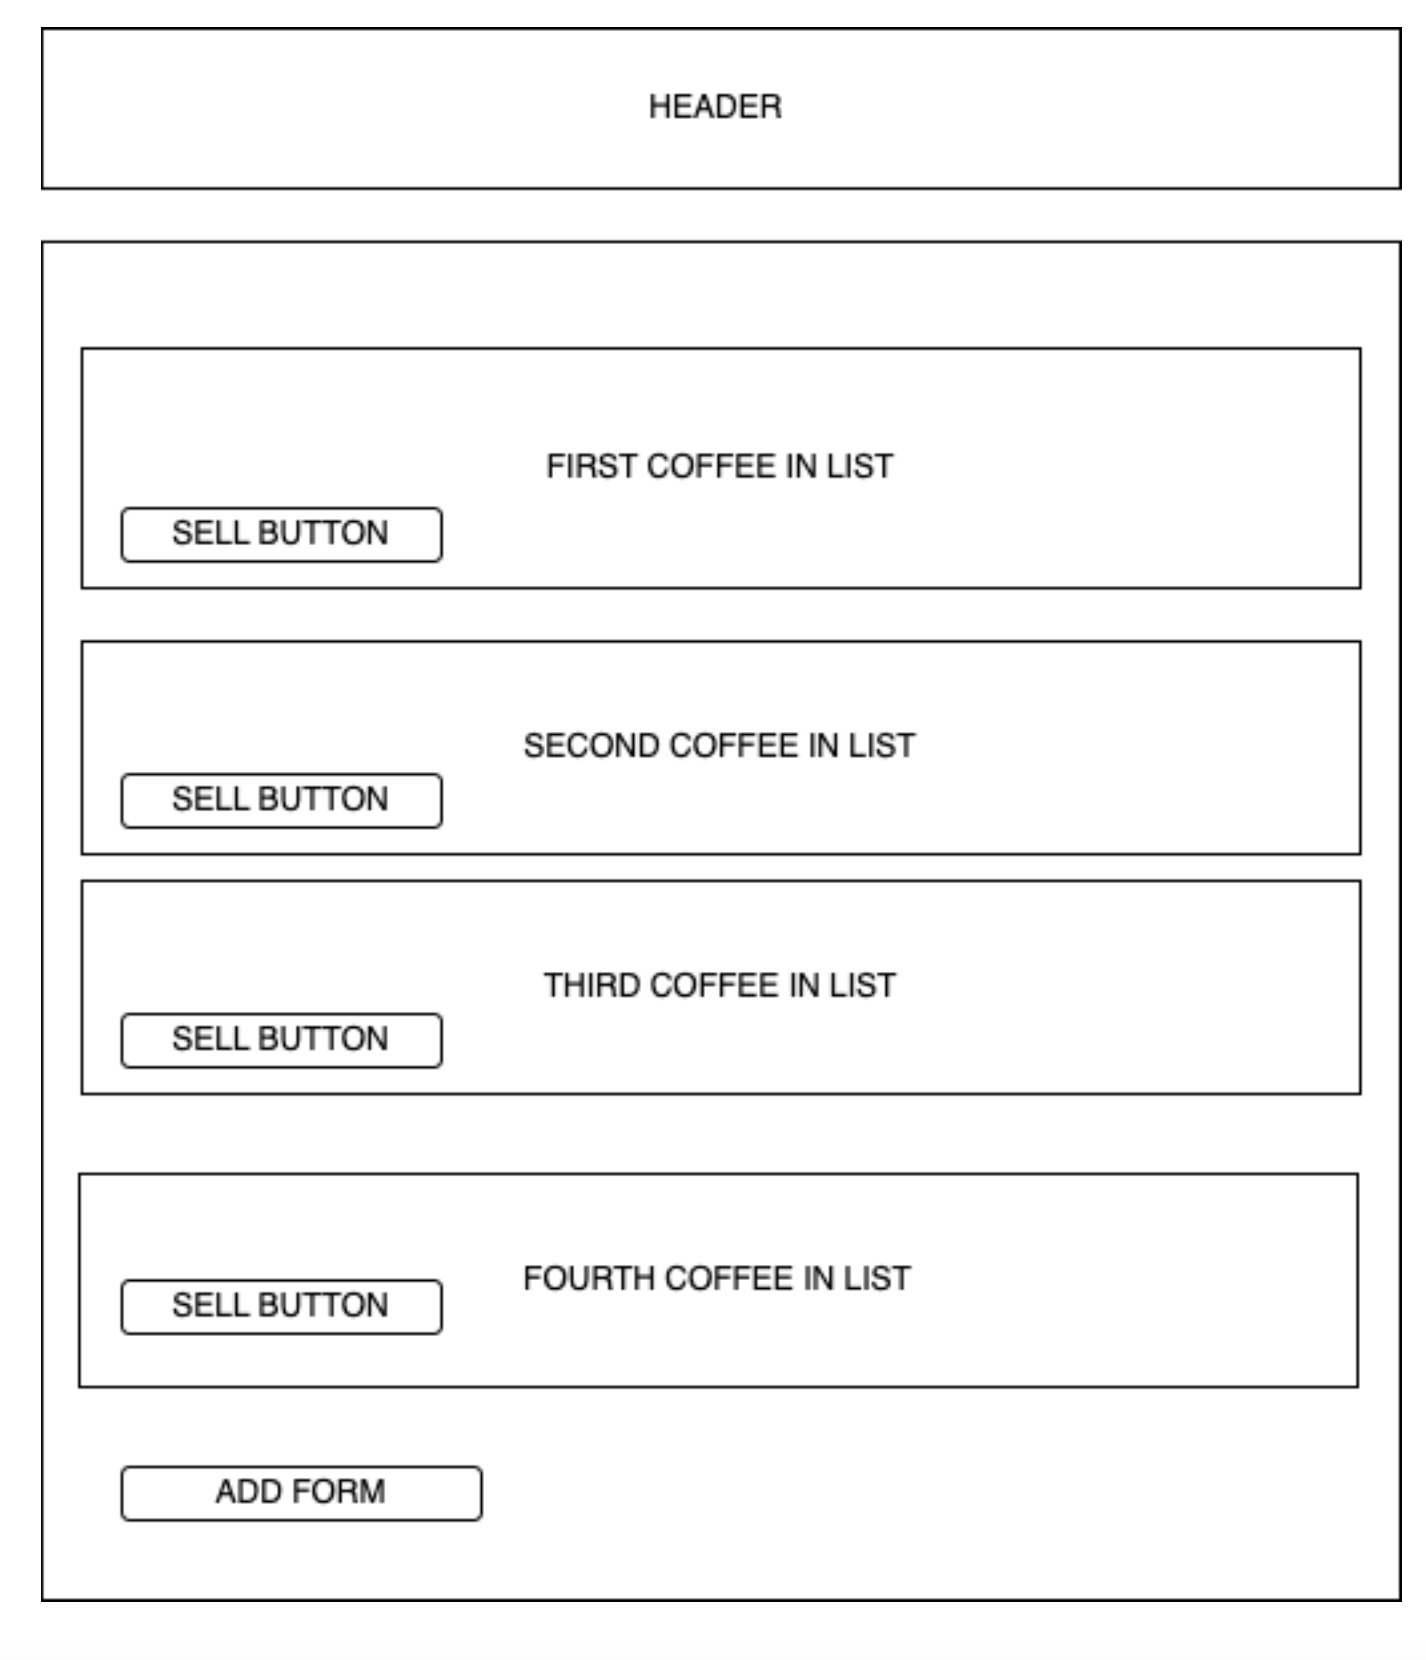 HEADER
FIRST COFFEE IN LIST
SELL BUTTON
SECOND COFFEE IN LIST
SELL BUTTON
THIRD COFFEE IN LIST
SELL BUTTON
FOURTH COFFEE IN LIST
SELL BUTTON
ADD FORM